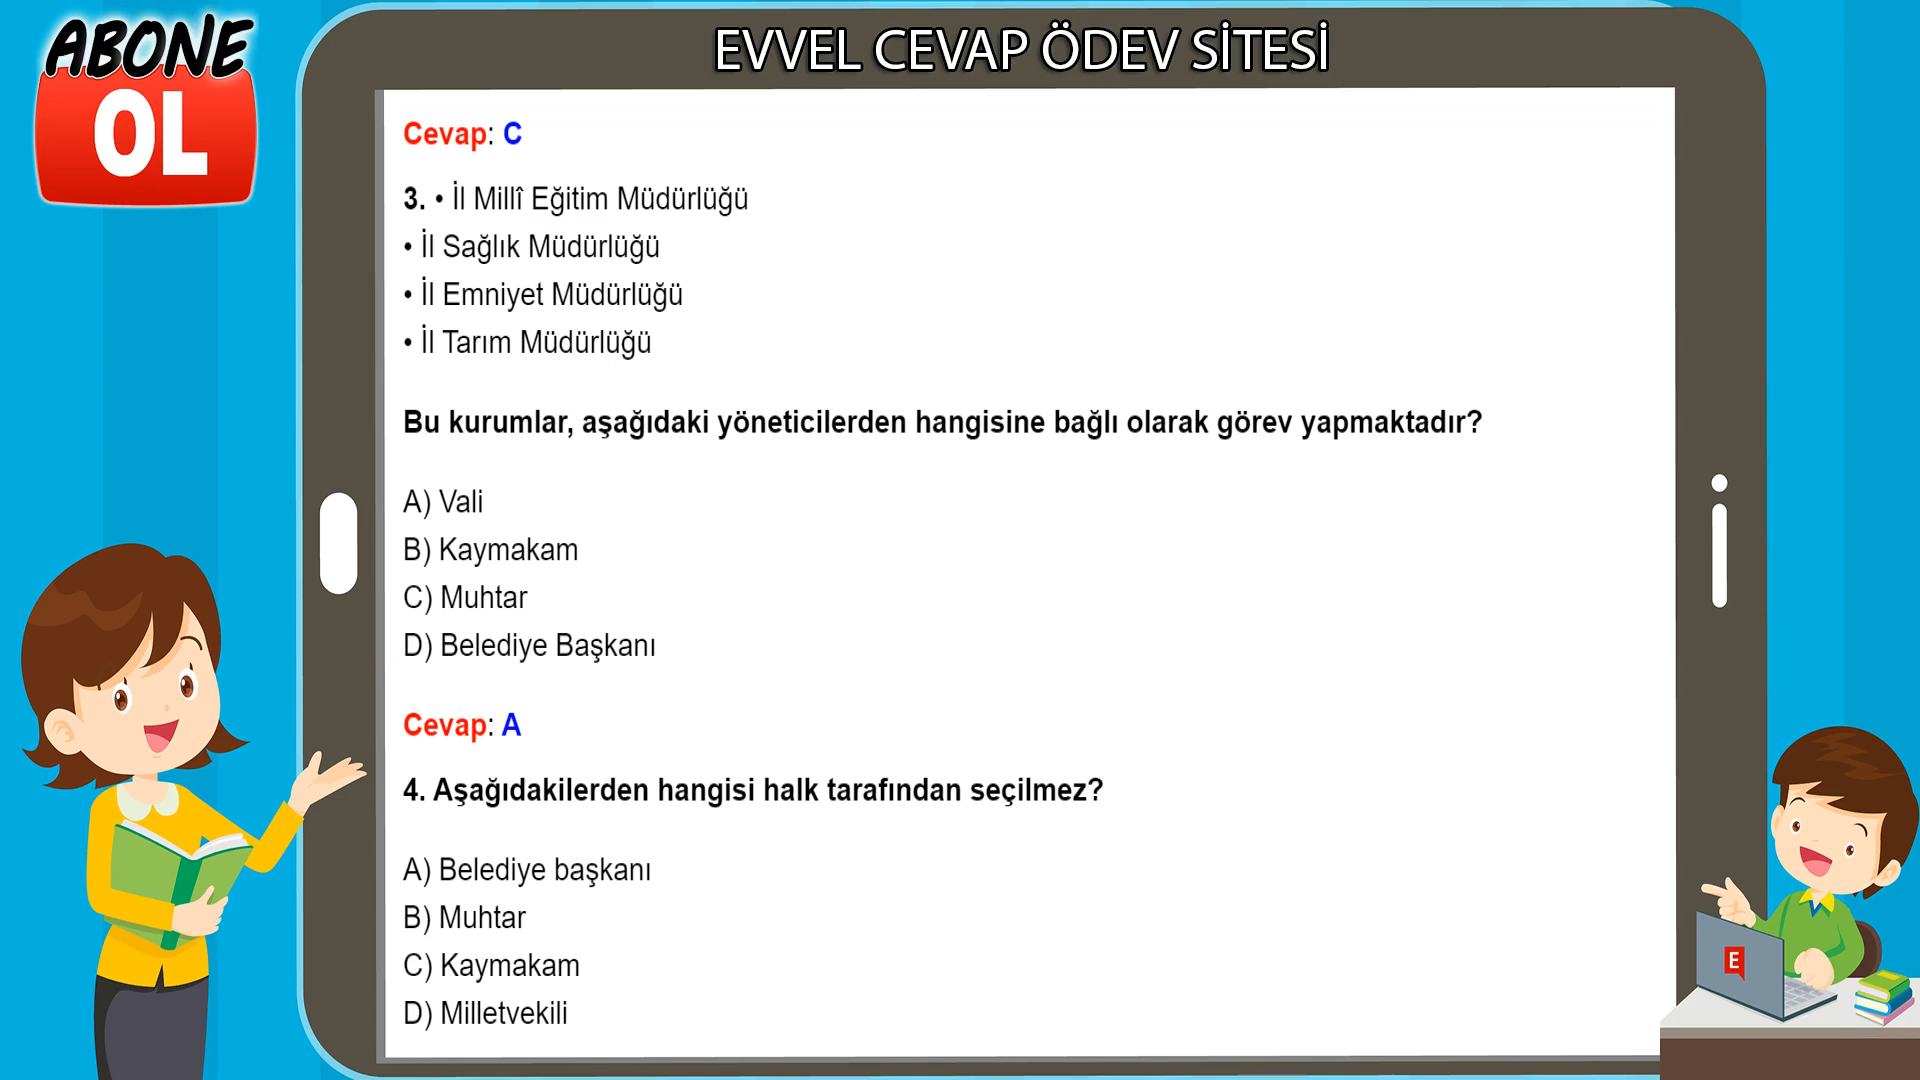 ABONE
OL
EVVEL CEVAP ÖDEV SİTESİ
Cevap: C
3. • İl Millî Eğitim Müdürlüğü
• İl Sağlık Müdürlüğü
• İl Emniyet Müdürlüğü
• İl Tarım Müdürlüğü
Bu kurumlar, aşağıdaki yöneticilerden hangisine bağlı olarak görev yapmaktadır?
A) Vali
B) Kaymakam
C) Muhtar
D) Belediye Başkanı
Cevap: A
4. Aşağıdakilerden hangisi halk tarafından seçilmez?
A) Belediye başkanı
B) Muhtar
C) Kaymakam
D) Milletvekili
E